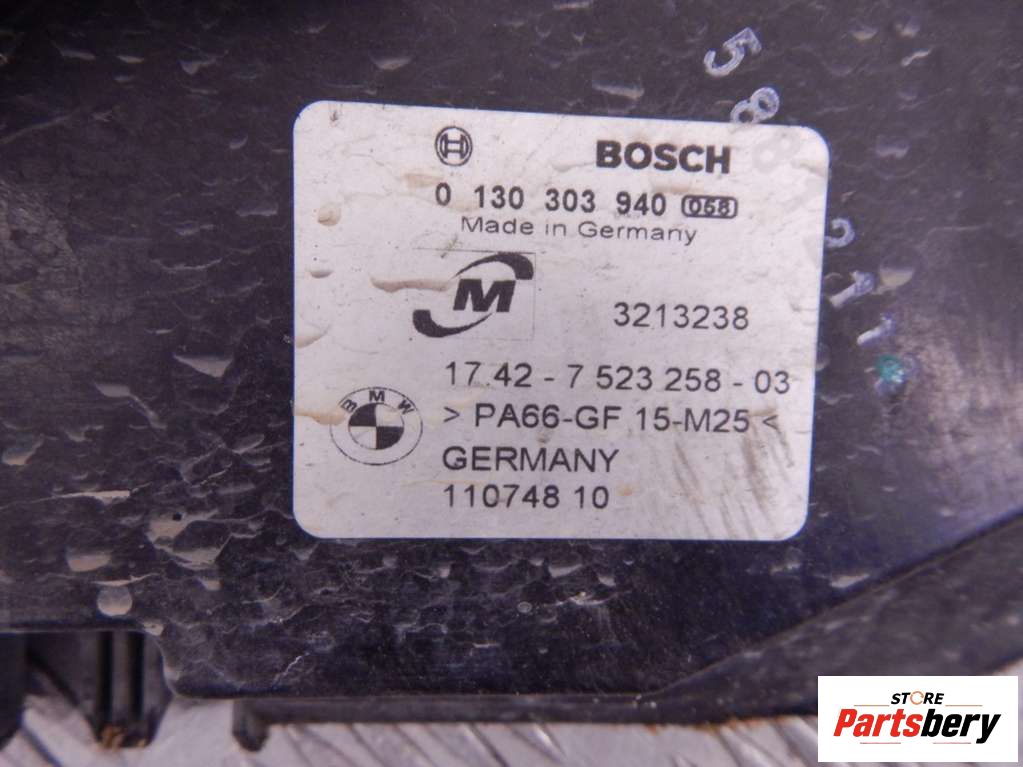 BOSCH
0 130 303 940 058
Made in Germany
M
3213238
17.42 - 7 523 258 - 03
BMW
> PA66-GF 15-M25 <
GERMANY
110748 10
STORE
Partsbery